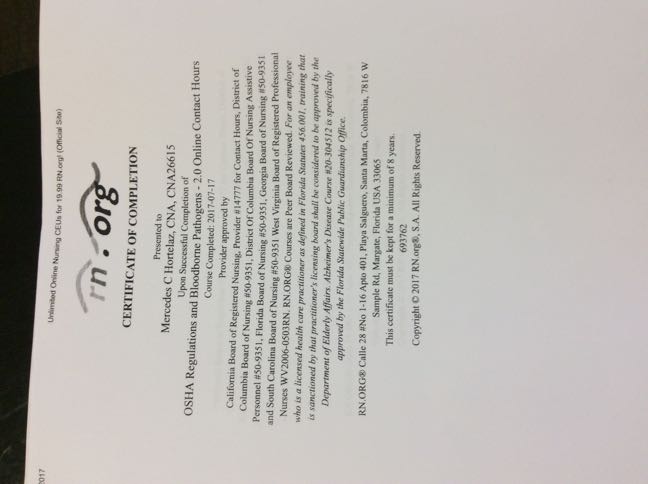 2017
Unlimited Online Nursing CEUs for 19.99 RN.org! (Official Site)
rn.org
CERTIFICATE OF COMPLETION
Presented to
Mercedes C Hortelaz, CNA, CNA26615
Upon Successful Completion of
OSHA Regulations and Bloodborne Pathogens - 2.0 Online Contact Hours
Course Completed: 2017-07-17
Provider approved by
California Board of Registered Nursing, Provider #14777 for Contact Hours, District of
Columbia Board of Nursing #50-9351, District Of Columbia Board Of Nursing Assistive
Personnel #50-9351, Florida Board of Nursing #50-9351, Georgia Board of Nursing #50-9351
and South Carolina Board of Nursing #50-9351 West Virginia Board of Registered Professional
Nurses WV2006-0503RN. RN.ORG® Courses are Peer Board Reviewed. For an employee
who is a licensed health care practitioner as defined in Florida Statutes 456.001, training that
is sanctioned by that practitioner's licensing board shall be considered to be approved by the
Department of Elderly Affairs. Alzheimer's Disease Course #20-304512 is specifically
approved by the Florida Statewide Public Guardianship Office.
RN.ORG® Calle 28 #No 1-16 Apto 401, Playa Salguero, Santa Marta, Colombia, 7816 W
Sample Rd, Margate, Florida USA 33065
This certificate must be kept for a minimum of 8 years.
693762
Copyright © 2017 RN.org®, S.A. All Rights Reserved.